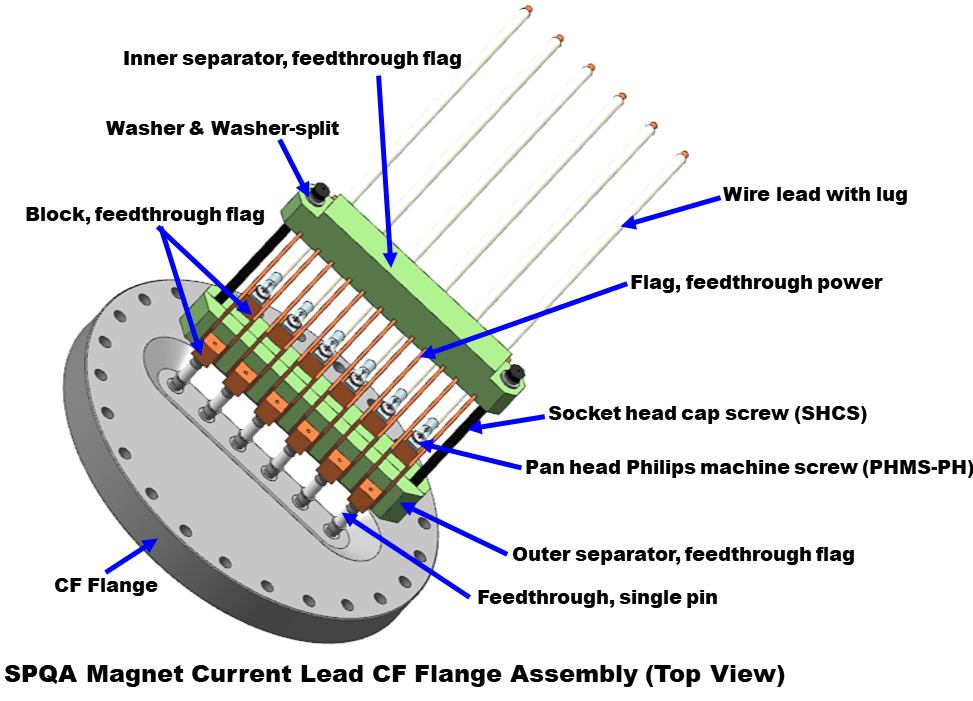 Inner separator, feedthrough flag
Washer & Washer-split
Block, feedthrough flag
Wire lead with lug
Flag, feedthrough power
Socket head cap screw (SHCS)
Pan head Philips machine screw (PHMS-PH)
Outer separator, feedthrough flag
CF Flange
Feedthrough, single pin
SPQA Magnet Current Lead CF Flange Assembly (Top View)